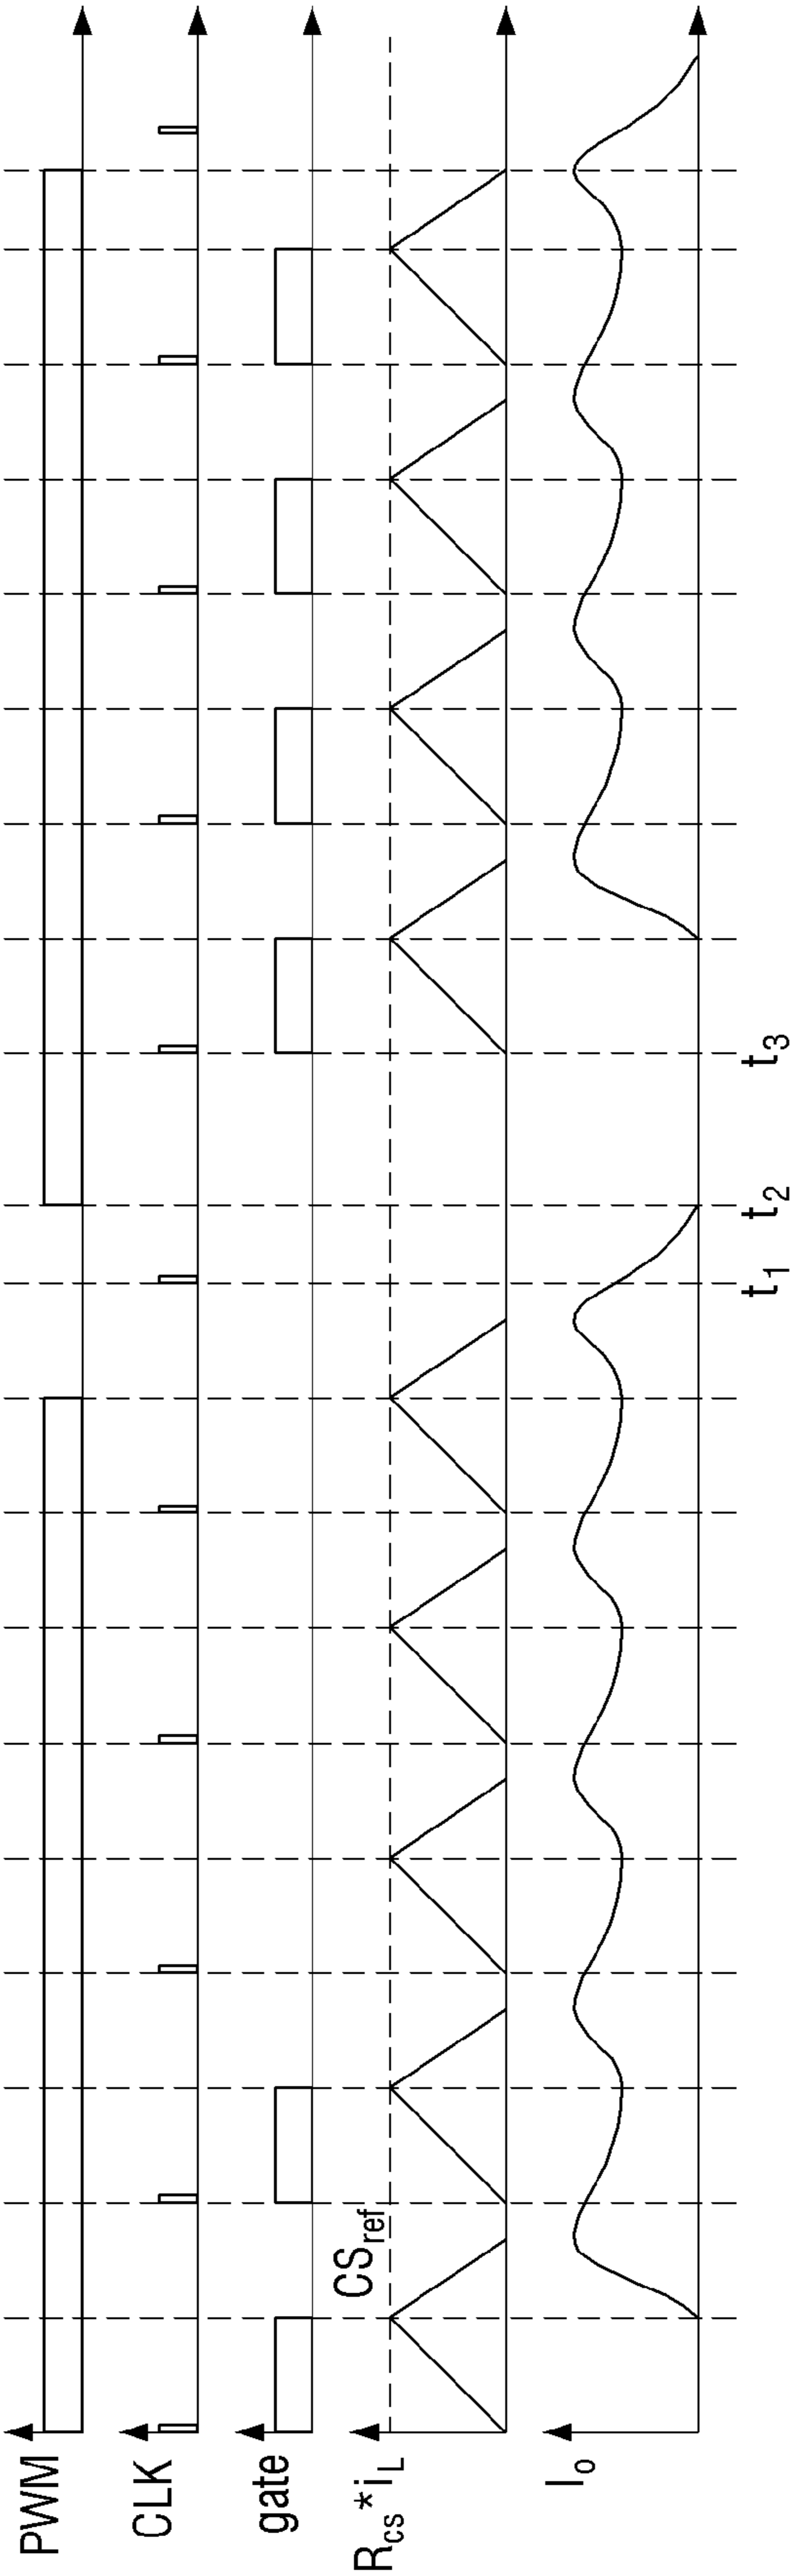 PWM
CLK
gate
R_cs*i_L
CS_ref
I_o
t_1 t_2 t_3